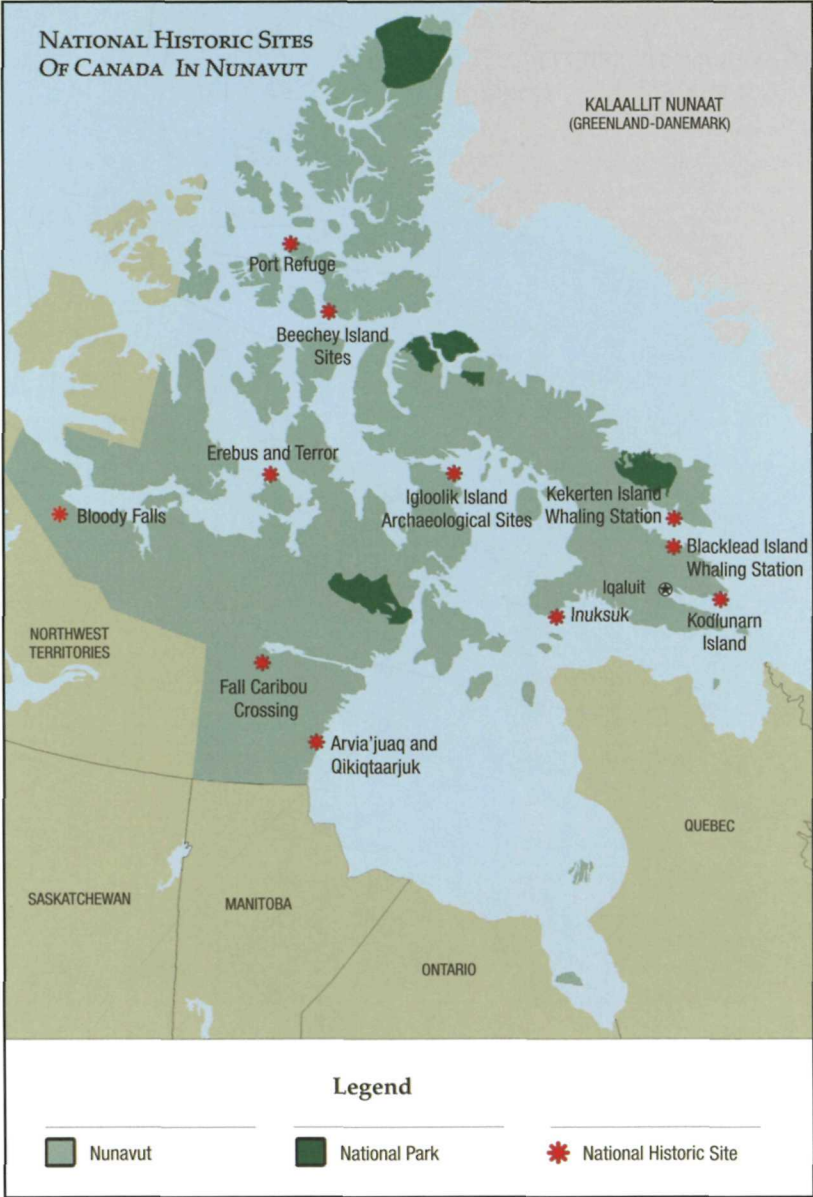 NATIONAL HISTORIC SITES
OF CANADA IN NUNAVUT
KALAALLIT NUNAAT
(GREENLAND-DANEMARK)
Port Refuge
Beechey Island
Sites
Erebus and Terror
Igloolik Island
Archaeological Sites
Kekerten Island
Whaling Station
Bloody Falls
Blacklead Island
Whaling Station
Iqaluit
Inuksuk
Kodlunarn
Island
NORTHWEST
TERRITORIES
Fall Caribou
Crossing
Arvia'juaq and
Qikiqtaarjuk
QUEBEC
SASKATCHEWAN
MANITOBA
ONTARIO
Legend
Nunavut
National Park
National Historic Site